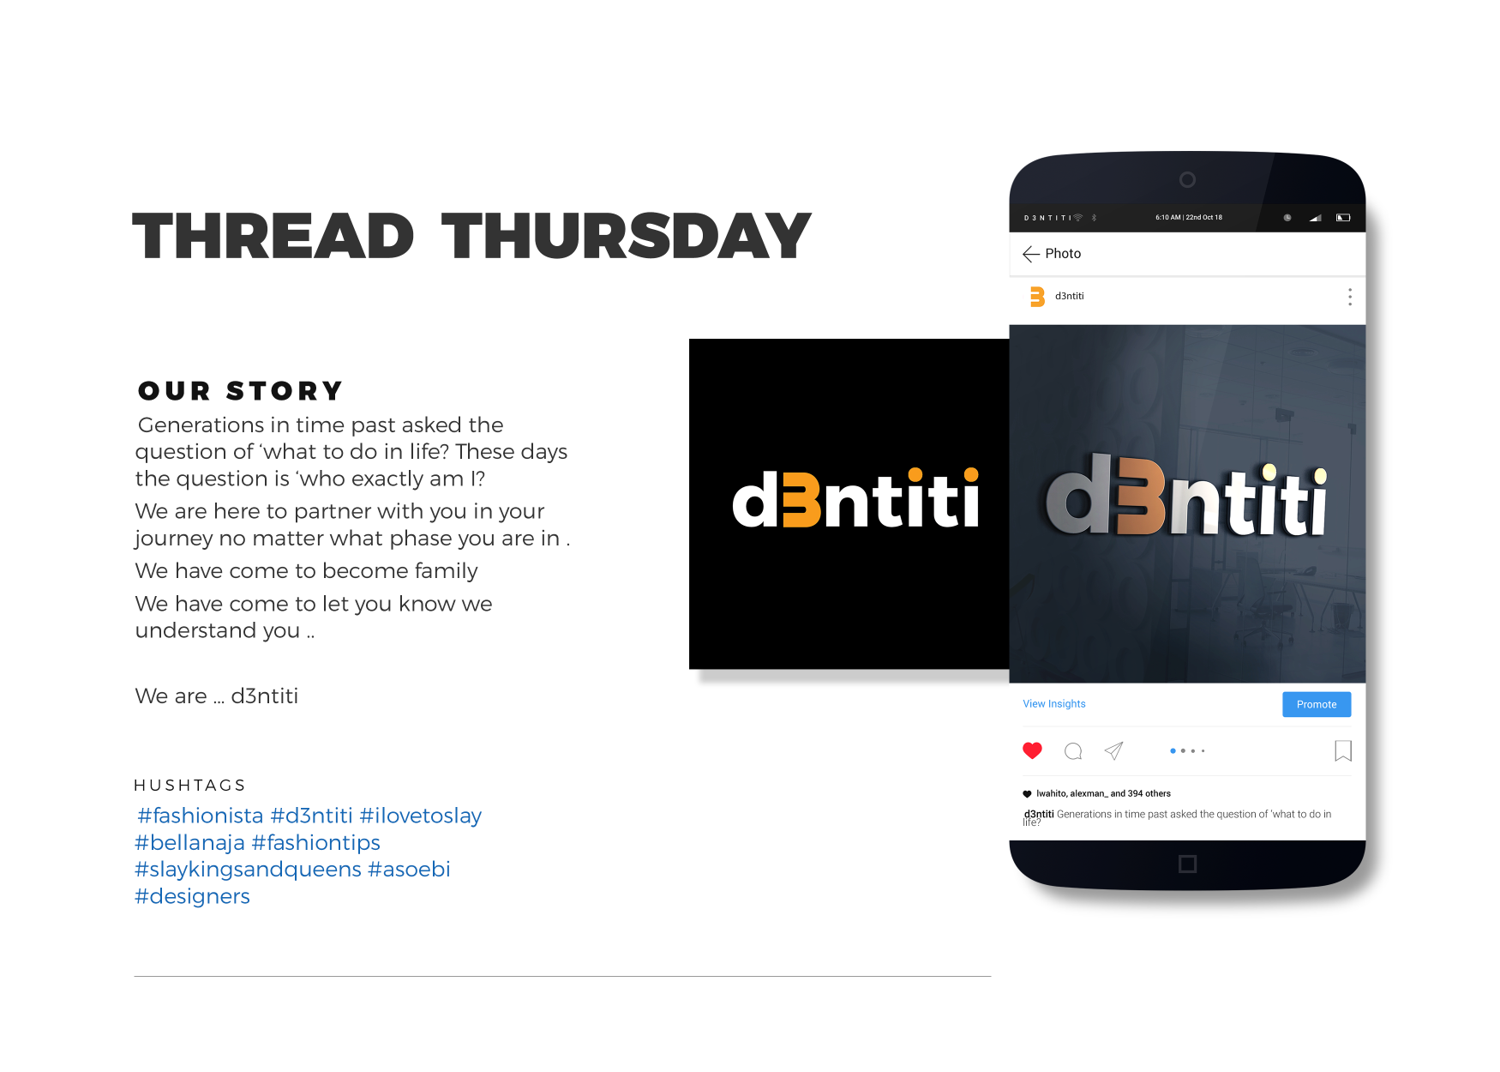 THREAD THURSDAY
OUR STORY
Generations in time past asked the
question of ‘what to do in life? These days
the question is ‘who exactly am I?
We are here to partner with you in your
journey no matter what phase you are in .
We have come to become family
We have come to let you know we
understand you ..
We are ... d3ntiti
HUSHTAGS
#fashionista #d3ntiti #ilovetoslay
#bellanaja #fashiontips
#slaykingsandqueens #asoebi
#designers
d3ntiti
D3NTITI 6:10 AM | 22nd Oct 18
Photo
d3ntiti
d3ntiti
View Insights
Promote
lwahito, alexman_ and 394 others
d3ntiti Generations in time past asked the question of ‘what to do in
life?